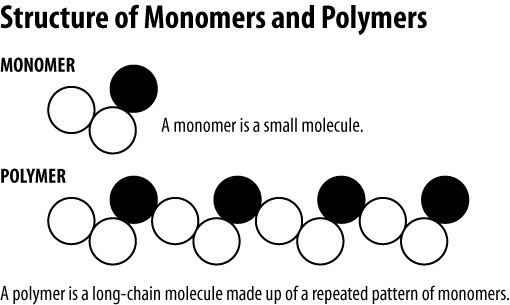 Structure of Monomers and Polymers
MONOMER
A monomer is a small molecule.
POLYMER
A polymer is a long-chain molecule made up of a repeated pattern of monomers.